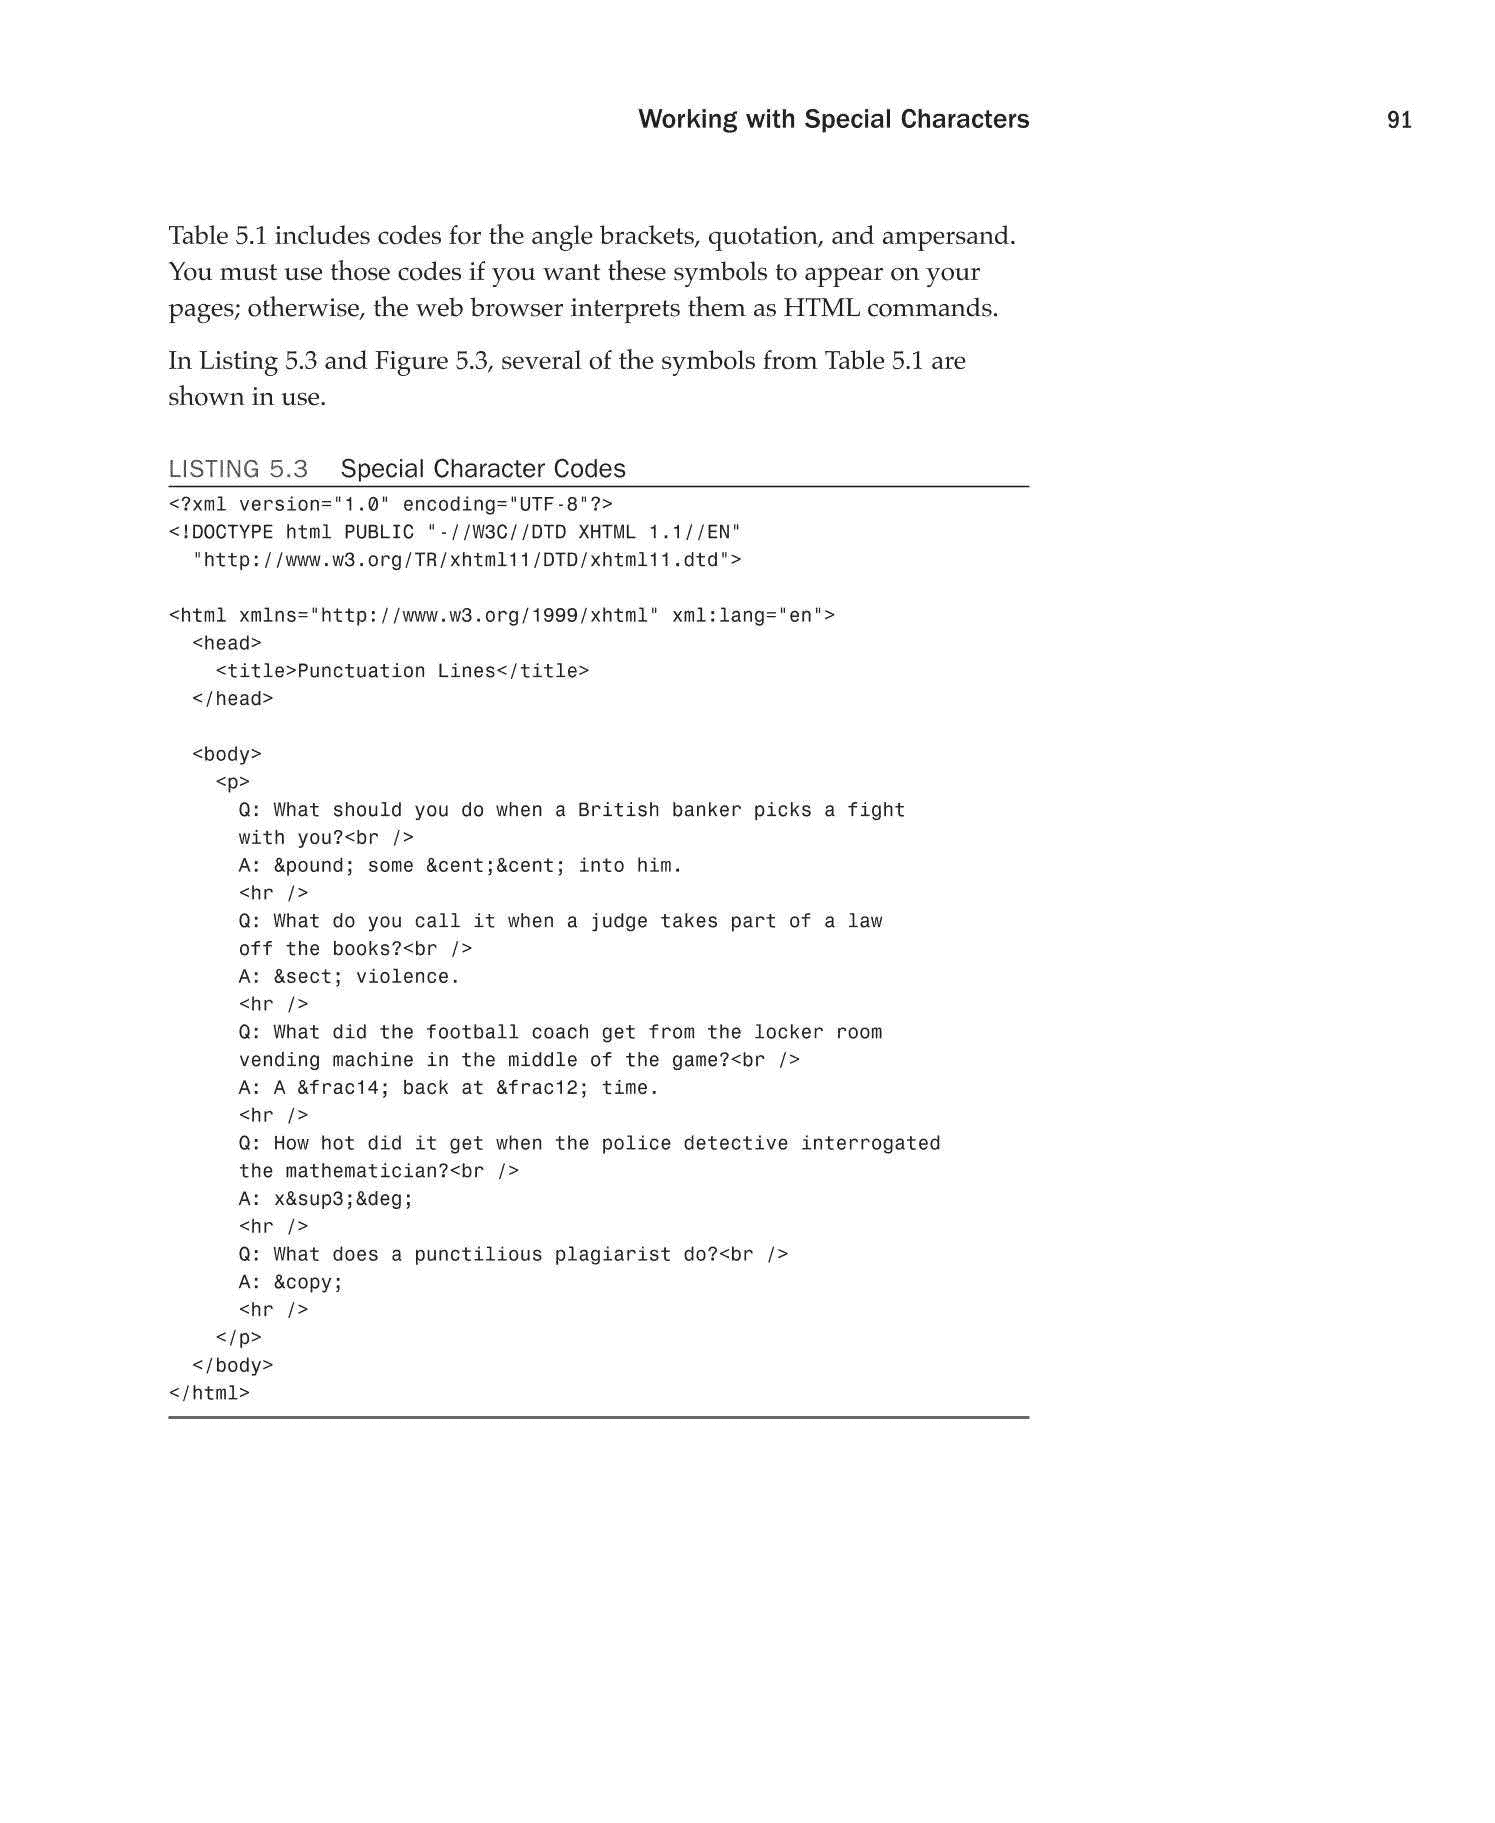 Working with Special Characters 91
Table 5.1 includes codes for the angle brackets, quotation, and ampersand.
You must use those codes if you want these symbols to appear on your
pages; otherwise, the web browser interprets them as HTML commands.
In Listing 5.3 and Figure 5.3, several of the symbols from Table 5.1 are
shown in use.
LISTING 5.3 Special Character Codes
<?xml version="1.0" encoding="UTF-8"?>
<!DOCTYPE html PUBLIC "-//W3C//DTD XHTML 1.1//EN"
  "http://www.w3.org/TR/xhtml11/DTD/xhtml11.dtd">
<html xmlns="http://www.w3.org/1999/xhtml" xml:lang="en">
  <head>
    <title>Punctuation Lines</title>
  </head>
  <body>
    <p>
      Q: What should you do when a British banker picks a fight
      with you?<br />
      A: &pound; some &cent;&cent; into him.
      <hr />
      Q: What do you call it when a judge takes part of a law
      off the books?<br />
      A: &sect; violence.
      <hr />
      Q: What did the football coach get from the locker room
      vending machine in the middle of the game?<br />
      A: A &frac14; back at &frac12; time.
      <hr />
      Q: How hot did it get when the police detective interrogated
      the mathematician?<br />
      A: x&sup3;&deg;
      <hr />
      Q: What does a punctilious plagiarist do?<br />
      A: &copy;
      <hr />
    </p>
  </body>
</html>